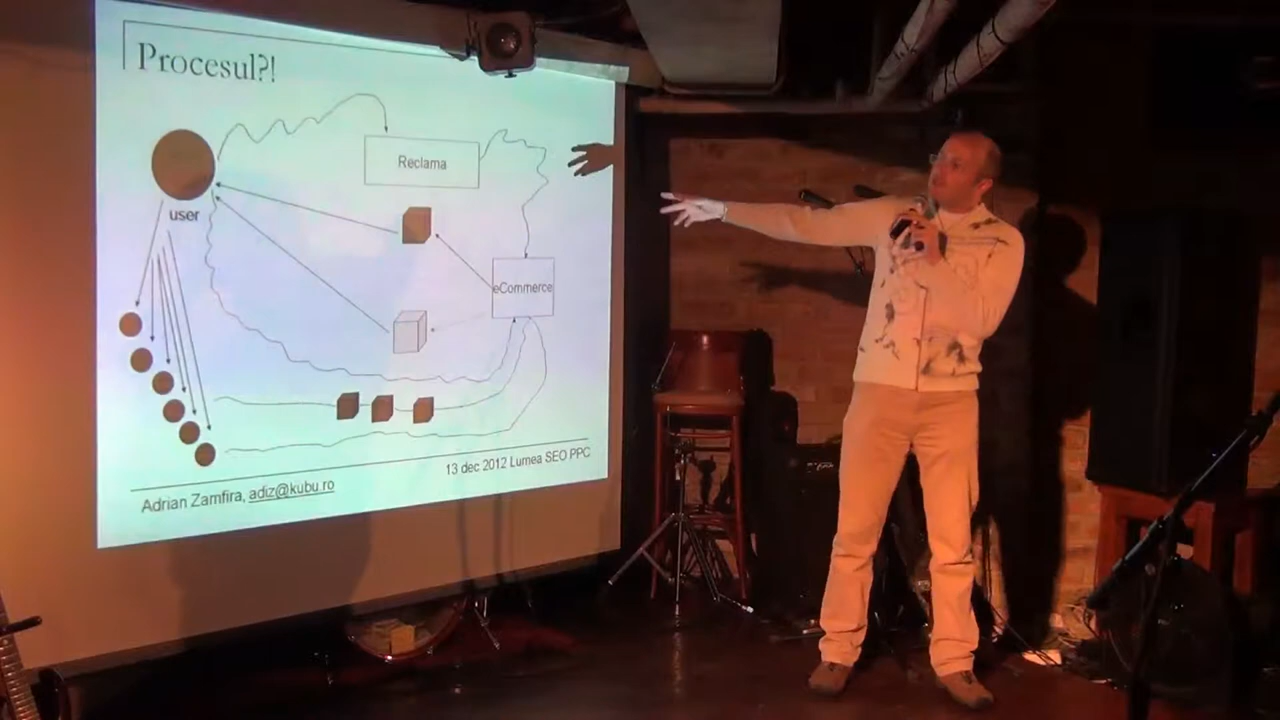 Procesul?!
Reclama
user
eCommerce
13 dec 2012 Lumea SEO PPC
Adrian Zamfira, adiz@kubu.ro